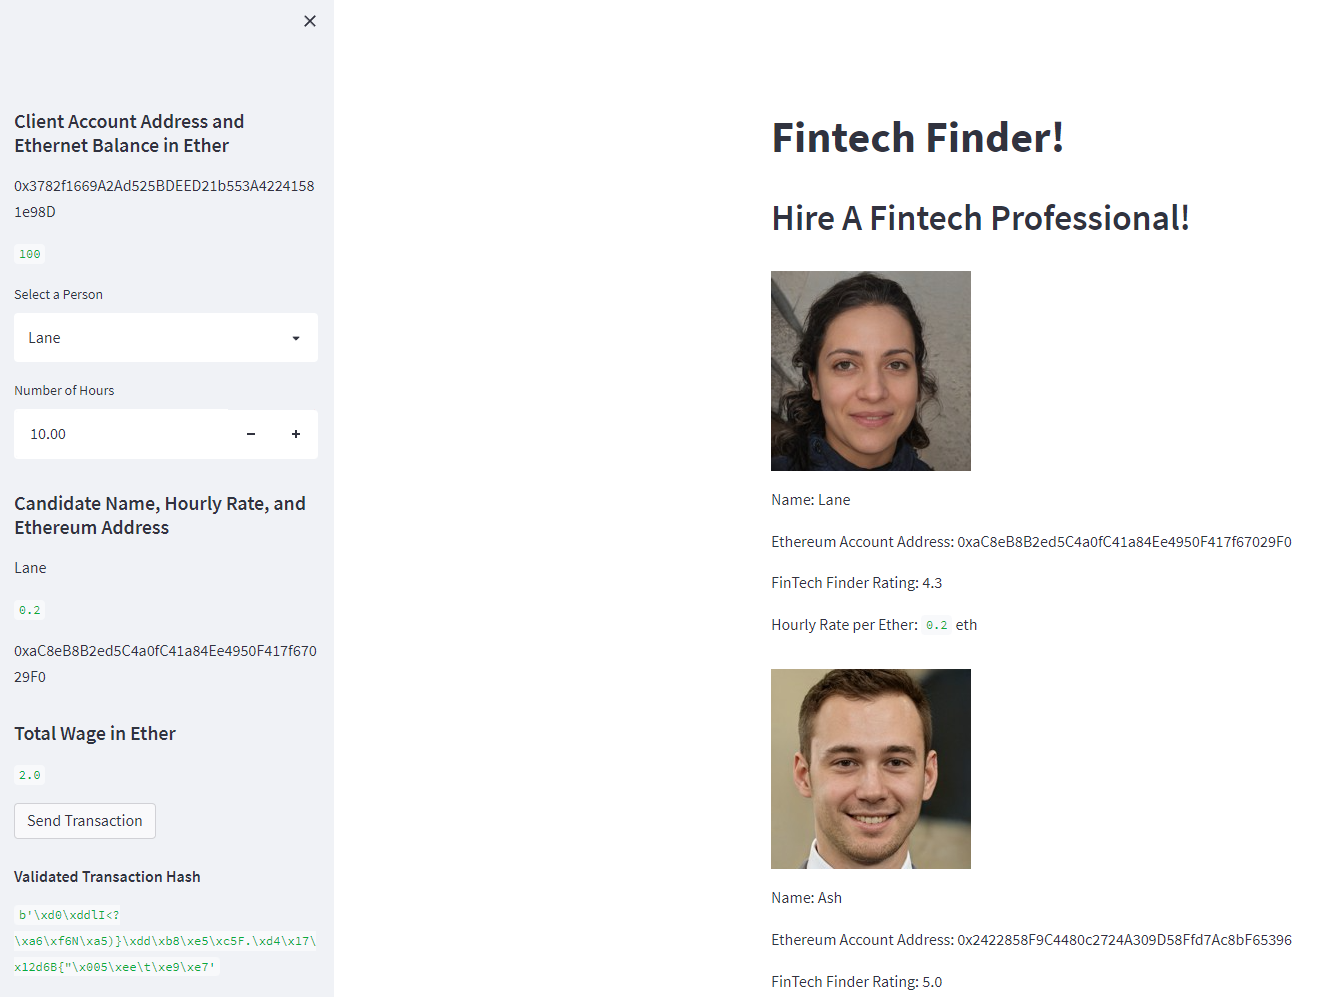 Client Account Address and
Ethernet Balance in Ether
0x3782f1669A2Ad525BDEED21b553A4224158
1e98D
100
Select a Person
Lane
Number of Hours
10.00
Candidate Name, Hourly Rate, and
Ethereum Address
Lane
0.2
0xaC8eB8B2ed5C4a0fC41a84Ee4950F417f670
29F0
Total Wage in Ether
2.0
Send Transaction
Validated Transaction Hash
b'\xd0\xddlI<?
\xa6\xf6N\xa5)}\xdd\xb8\xe5\xc5F.\xd4\x17\
x12d6B{"\x005\xee\t\xe9\xe7'
Fintech Finder!
Hire A Fintech Professional!
Name: Lane
Ethereum Account Address: 0xaC8eB8B2ed5C4a0fC41a84Ee4950F417f67029F0
FinTech Finder Rating: 4.3
Hourly Rate per Ether: 0.2 eth
Name: Ash
Ethereum Account Address: 0x2422858F9C4480c2724A309D58Ffd7Ac8bF65396
FinTech Finder Rating: 5.0